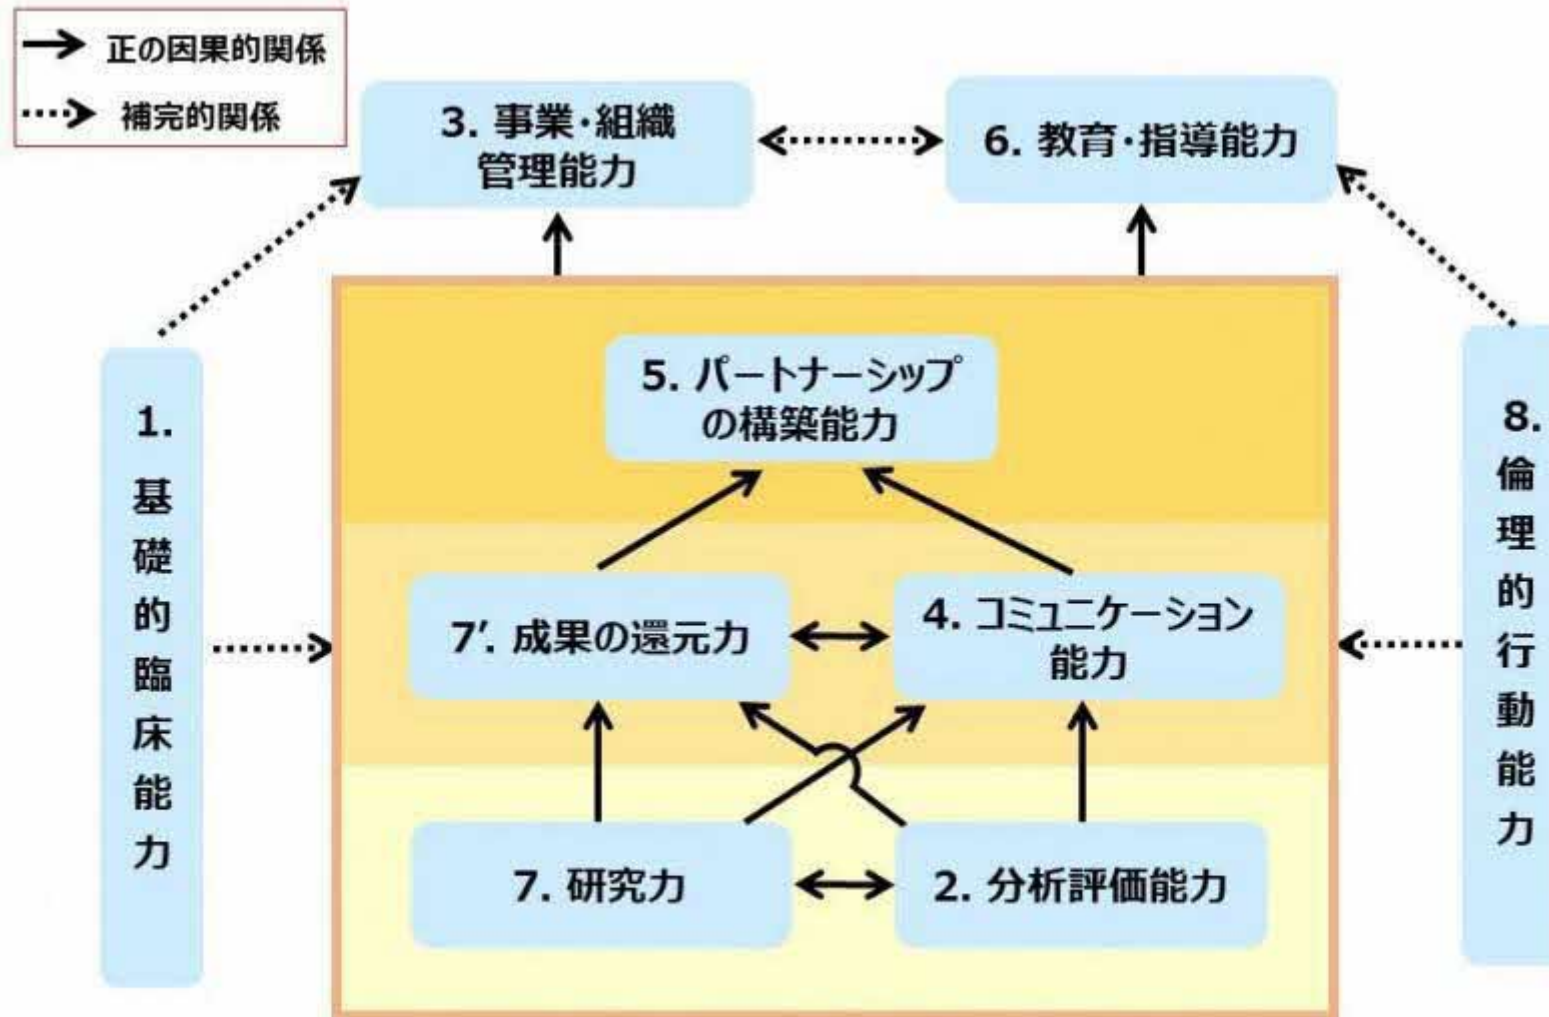 正の因果的関係
補完的関係
3. 事業・組織
管理能力
6. 教育・指導能力
1.
基
礎
的
臨
床
能
力
5. パートナーシップ
の構築能力
7′. 成果の還元力
4. コミュニケーション
能力
7. 研究力
2. 分析評価能力
8.
倫
理
的
行
動
能
力